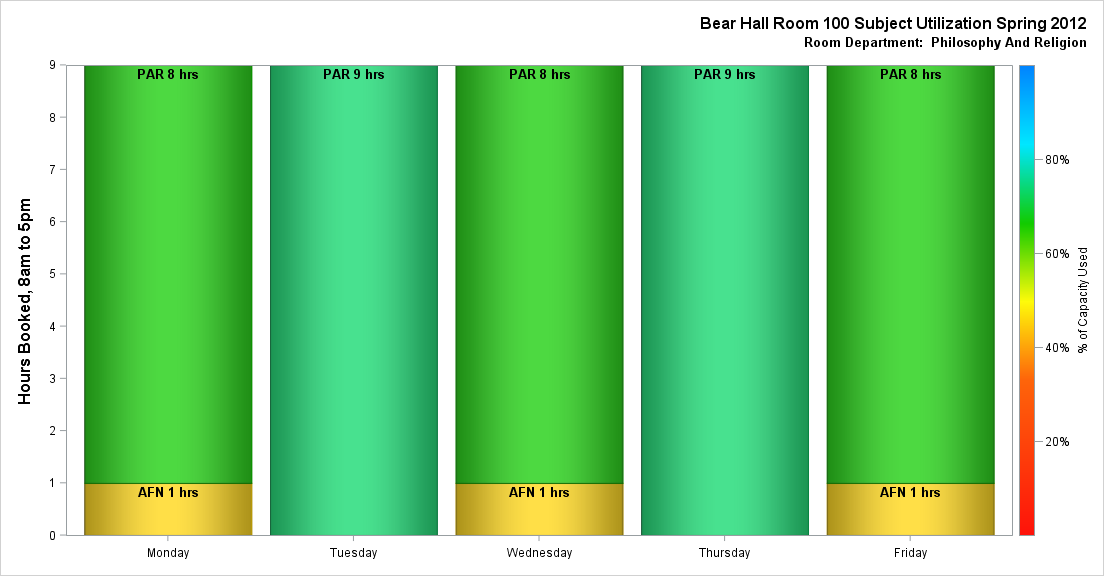 Bear Hall Room 100 Subject Utilization Spring 2012
Room Department:  Philosophy And Religion
Hours Booked, 8am to 5pm
9
8
7
6
5
4
3
2
1
0
PAR 8 hrs
PAR 9 hrs
PAR 8 hrs
PAR 9 hrs
PAR 8 hrs
AFN 1 hrs
AFN 1 hrs
AFN 1 hrs
Monday
Tuesday
Wednesday
Thursday
Friday
80%
60%
40%
20%
% of Capacity Used